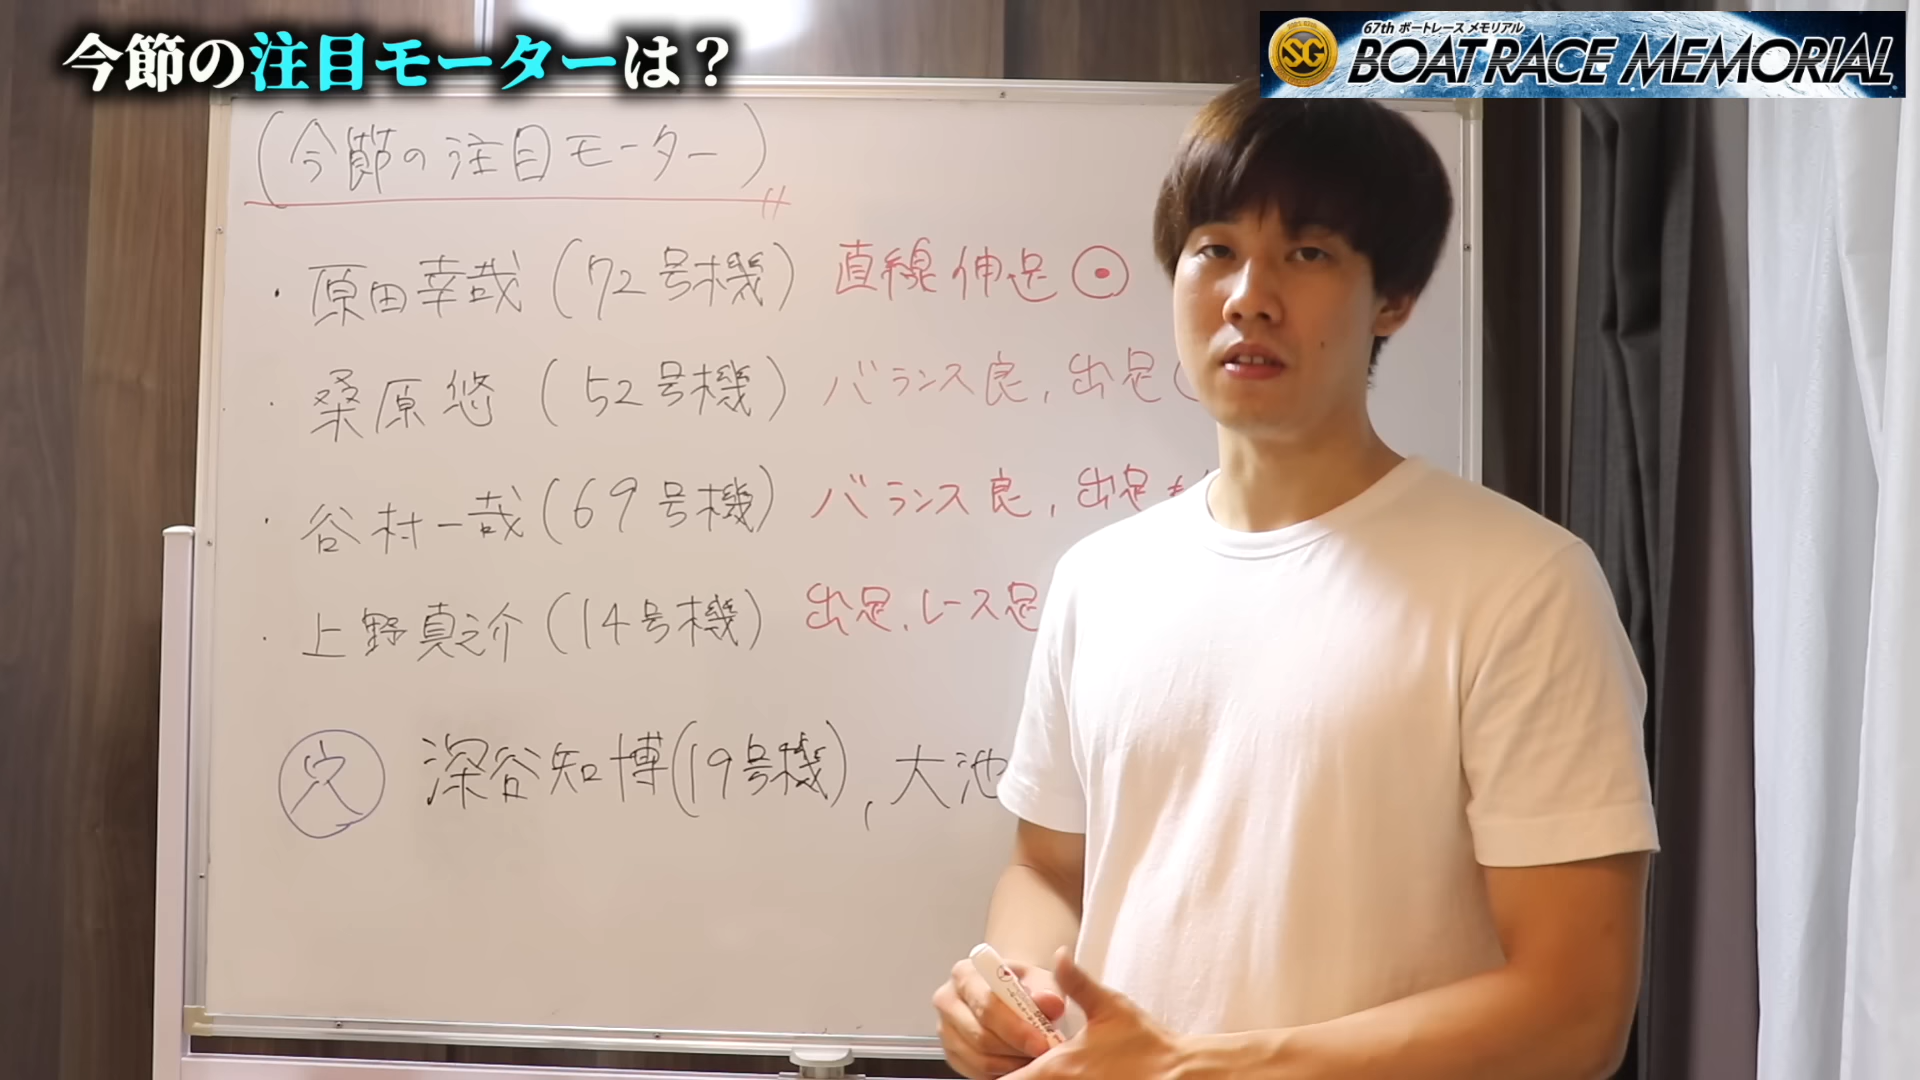 今節の注目モーターは？
67th ボートレース メモリアル
SG
BOAT RACE MEMORIAL
(今節の注目モーター)
・原田幸哉(72号機) 直線伸足◎
・桑原悠(52号機) バランス良,出足
・谷村一哉(69号機) バランス良,出足
・上野真之介(14号機) 出足,レース足
穴 深谷知博(19号機),大池